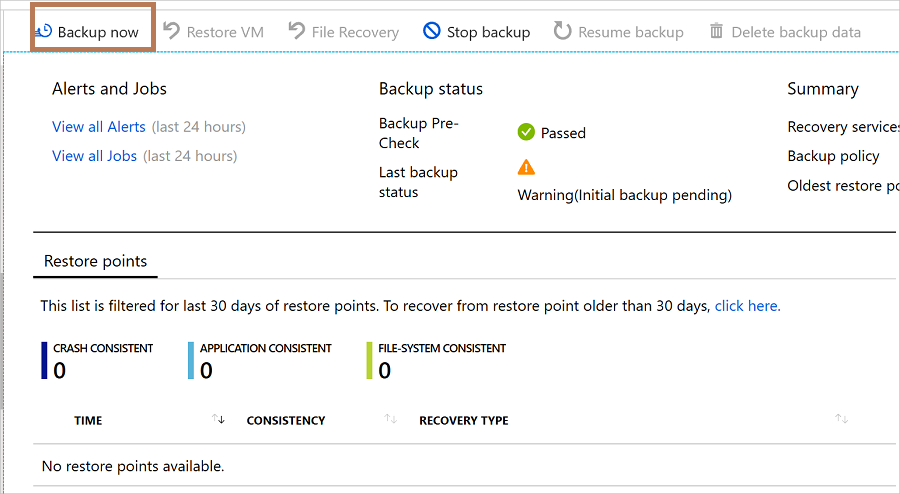 Backup now Restore VM File Recovery Stop backup Resume backup Delete backup data
Alerts and Jobs
View all Alerts (last 24 hours)
View all Jobs (last 24 hours)
Backup status
Backup Pre-
Check
Passed
Last backup
status
Warning(Initial backup pending)
Summary
Recovery services
Backup policy
Oldest restore po
Restore points
This list is filtered for last 30 days of restore points. To recover from restore point older than 30 days, click here.
CRASH CONSISTENT
0
APPLICATION CONSISTENT
0
FILE-SYSTEM CONSISTENT
0
TIME CONSISTENCY RECOVERY TYPE
No restore points available.